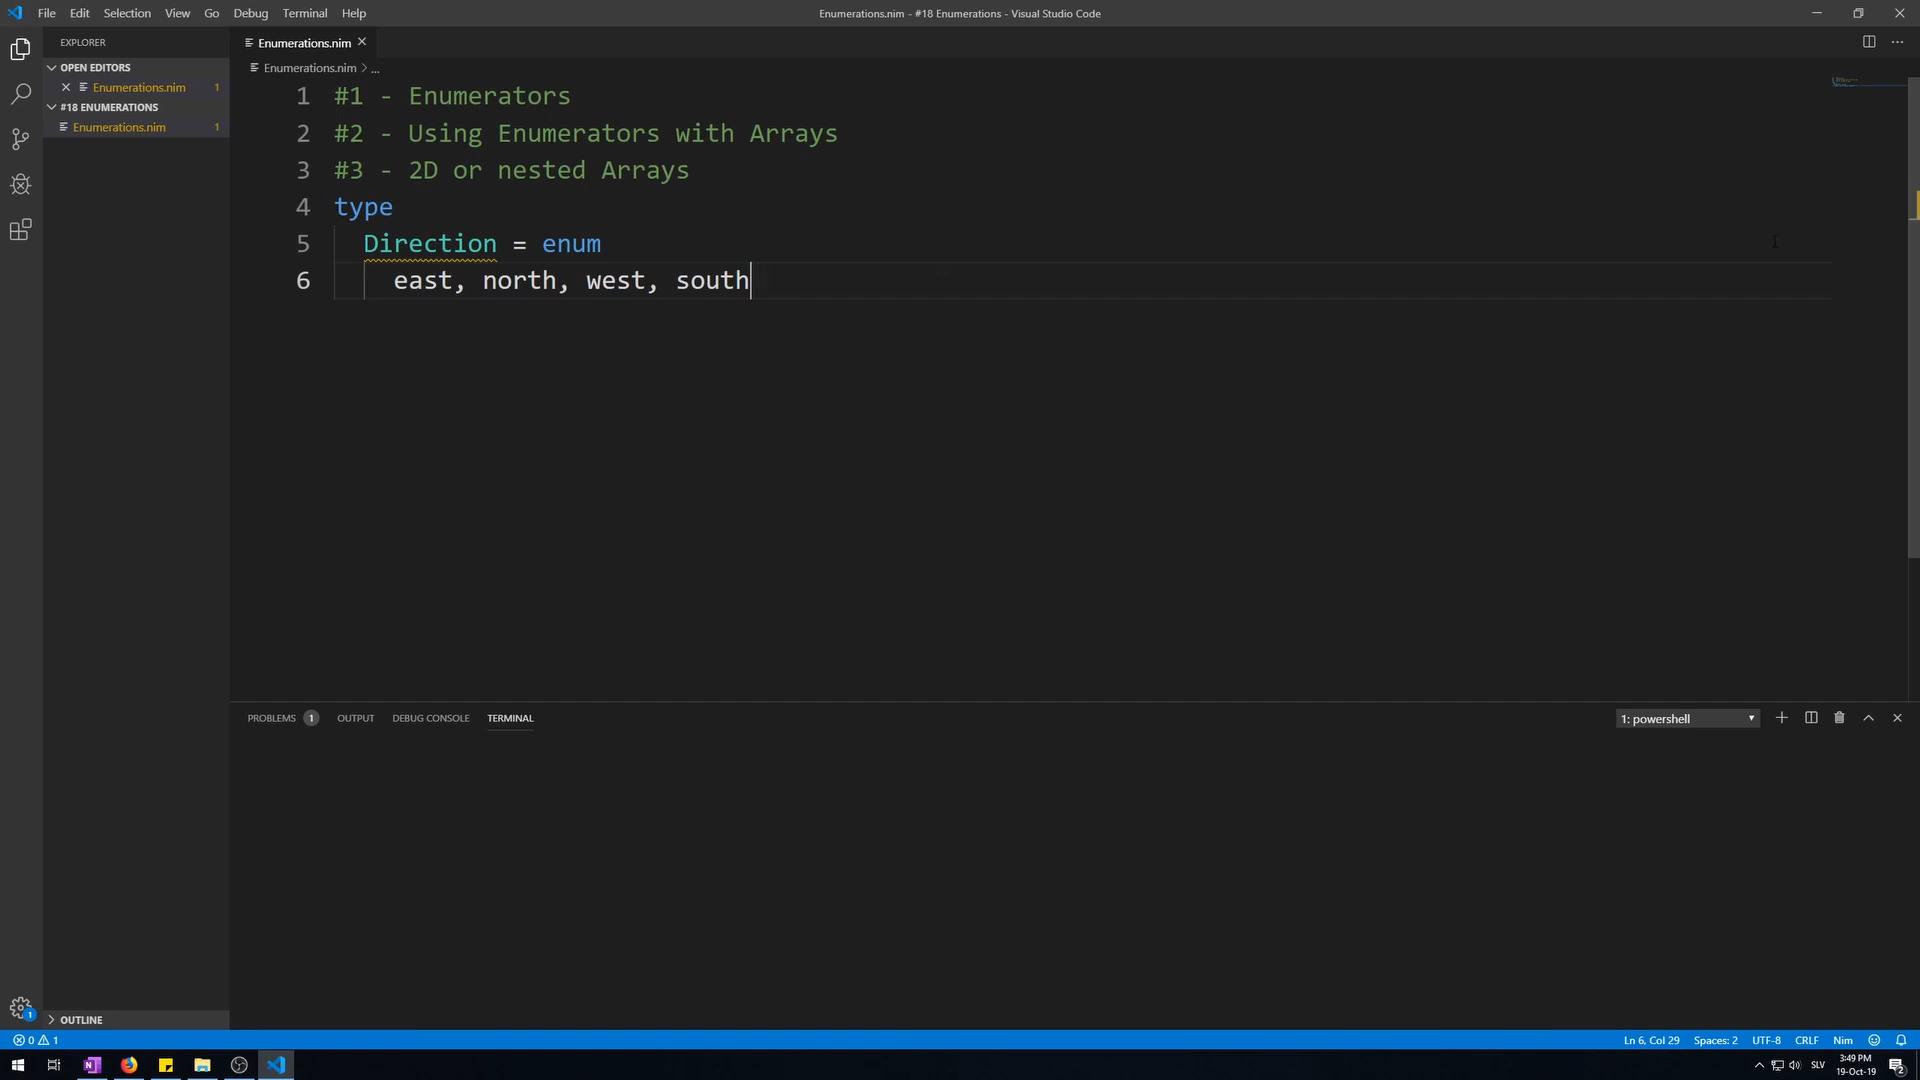 File Edit Selection View Go Debug Terminal Help
Enumerations.nim - #18 Enumerations - Visual Studio Code
EXPLORER
OPEN EDITORS
Enumerations.nim 1
#18 ENUMERATIONS
Enumerations.nim 1
OUTLINE
Enumerations.nim
Enumerations.nim > ...
1 #1 - Enumerators
2 #2 - Using Enumerators with Arrays
3 #3 - 2D or nested Arrays
4 type
5 Direction = enum
6 east, north, west, south
PROBLEMS 1 OUTPUT DEBUG CONSOLE TERMINAL
1: powershell
1
0 1
Ln 6, Col 29 Spaces: 2 UTF-8 CRLF Nim
SLV
3:49 PM
19-Oct-19
2